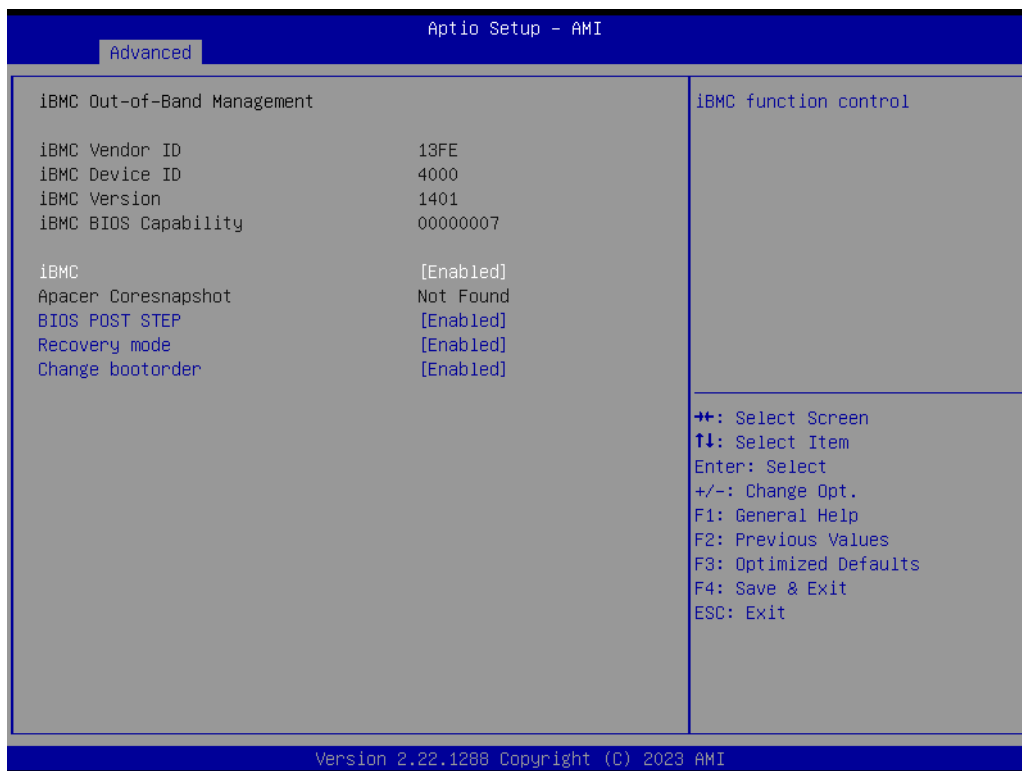 Aptio Setup - AMI
Advanced
iBMC Out-of-Band Management
iBMC Vendor ID 13FE
iBMC Device ID 4000
iBMC Version 1401
iBMC BIOS Capability 00000007
iBMC [Enabled]
Apacer Coresnapshot Not Found
BIOS POST STEP [Enabled]
Recovery mode [Enabled]
Change bootorder [Enabled]
iBMC function control
→←: Select Screen
↑↓: Select Item
Enter: Select
+/-: Change Opt.
F1: General Help
F2: Previous Values
F3: Optimized Defaults
F4: Save & Exit
ESC: Exit
Version 2.22.1288 Copyright (C) 2023 AMI